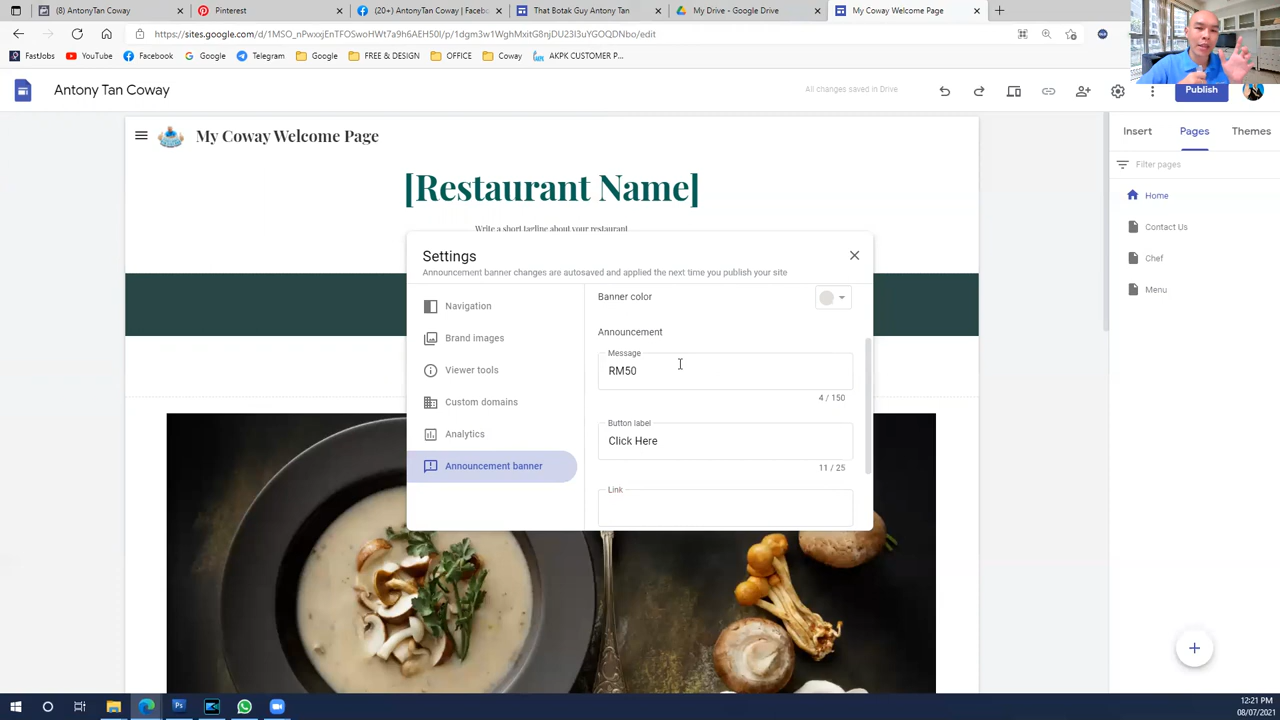 (8) AntonyTan Coway
Pinterest
(20+) AntonyTan Coway | Faceb
That Botak Guy Antony Tan
My Drive - Google Drive
My Coway Welcome Page
https://sites.google.com/d/1MSO_nPwxxjEnTFOSwoHWt7a9h6AEH50I/p/1dgm3w1WghMxitG8njDU23I3uYGOQDNbo/edit
FastJobs
YouTube
Facebook
Google
Telegram
Google
FREE & DESIGN
OFFICE
Coway
AKPK CUSTOMER P...
Antony Tan Coway
All changes saved in Drive
Publish
My Coway Welcome Page
Insert
Pages
Themes
[Restaurant Name]
Filter pages
Write a short tagline about your restaurant
Home
Contact Us
Chef
Menu
Settings
Announcement banner changes are autosaved and applied the next time you publish your site
Navigation
Brand images
Viewer tools
Custom domains
Analytics
Announcement banner
Banner color
Announcement
Message
RM50
4 / 150
Button label
Click Here
11 / 25
Link
12:21 PM
08/07/2021